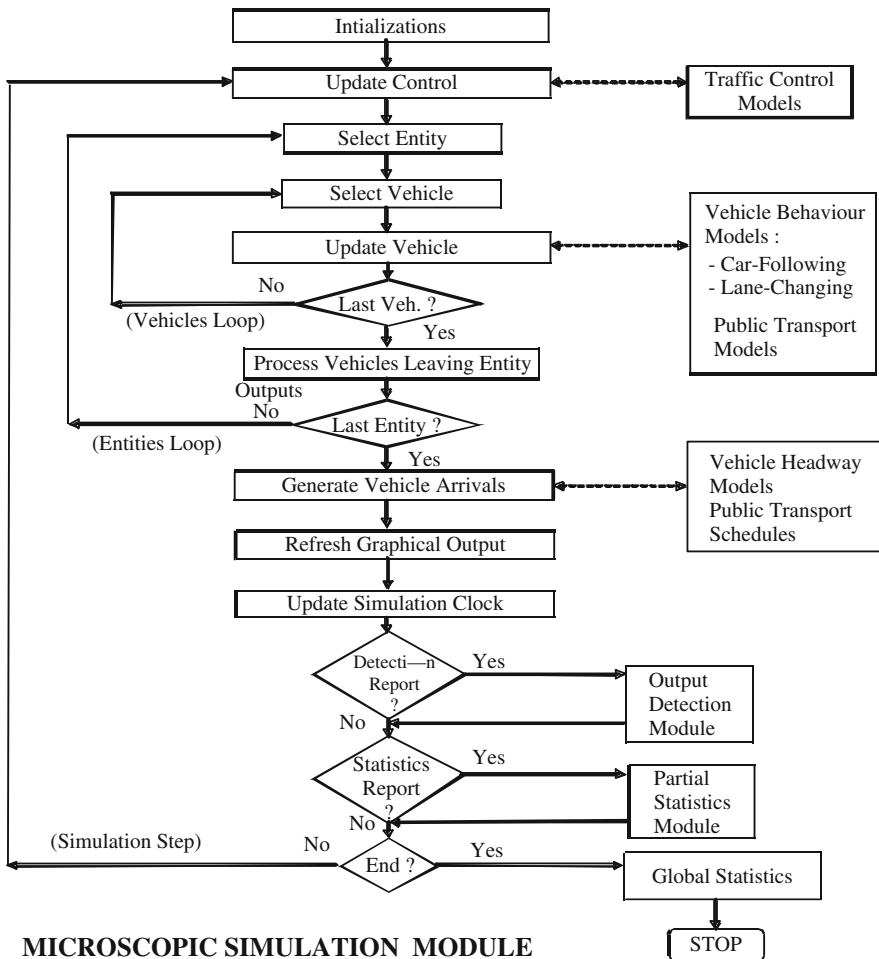 Intializations
Update Control
Traffic Control
Models
Select Entity
Select Vehicle
Update Vehicle
Vehicle Behaviour
Models :
- Car-Following
- Lane-Changing
Public Transport
Models
No
Last Veh. ?
(Vehicles Loop)
Yes
Process Vehicles Leaving Entity
Outputs
No
Last Entity ?
(Entities Loop)
Yes
Generate Vehicle Arrivals
Vehicle Headway
Models
Public Transport
Schedules
Refresh Graphical Output
Update Simulation Clock
Detecti—n
Report
?
Yes
Output
Detection
Module
No
Statistics
Report
?
Yes
Partial
Statistics
Module
No
(Simulation Step)
No
End ?
Yes
Global Statistics
STOP
MICROSCOPIC SIMULATION MODULE